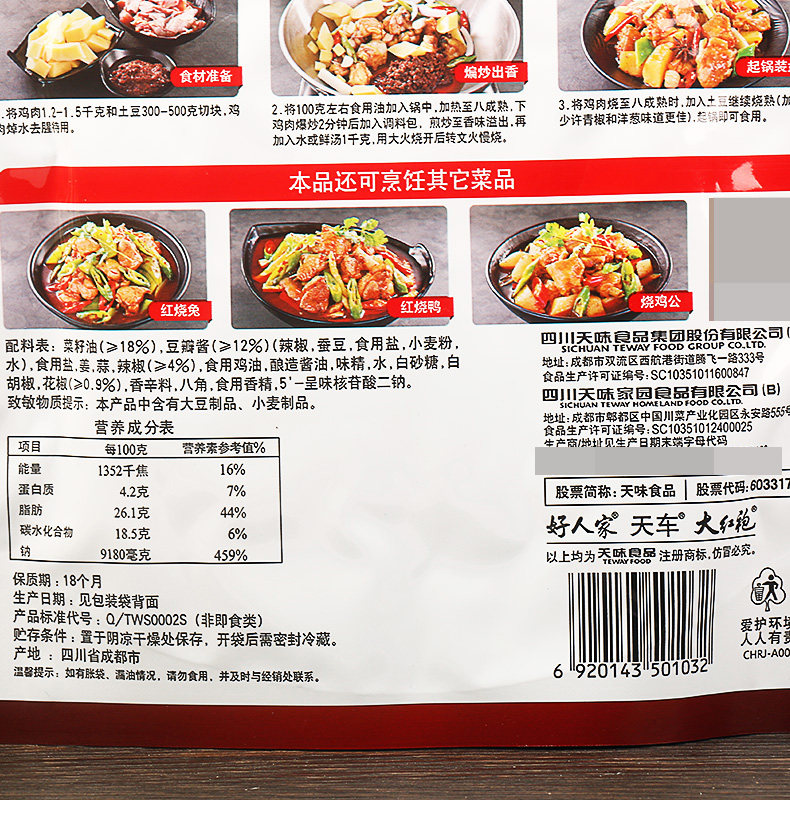 食材准备
煸炒出香
起锅装
.将鸡肉1.2-1.5千克和土豆300-500克切块,鸡
肉焯水去腥待用。
2.将100克左右食用油加入锅中,加热至八成熟,下
鸡肉爆炒2分钟后加入调料包,煎炒至香味溢出,再
加入水或鲜汤1千克,用大火烧开后转文火慢烧。
3.将鸡肉烧至八成熟时,加入土豆继续烧熟(加
少许青椒和洋葱味道更佳),起锅即可食用。
本品还可烹饪其它菜品
红烧兔
红烧鸭
烧鸡公
配料表:菜籽油(≥18%),豆瓣酱(≥12%)(辣椒,蚕豆,食用盐,小麦粉,
水),食用盐,姜,蒜,辣椒(≥4%),食用鸡油,酿造酱油,味精,水,白砂糖,白
胡椒,花椒(≥0.9%),香辛料,八角,食用香精,5'-呈味核苷酸二钠。
致敏物质提示:本产品中含有大豆制品、小麦制品。
营养成分表
项目 每100克 营养素参考值%
能量 1352千焦 16%
蛋白质 4.2克 7%
脂肪 26.1克 44%
碳水化合物 18.5克 6%
钠 9180毫克 459%
保质期:18个月
生产日期:见包装袋背面
产品标准代号:Q/TWS0002S(非即食类)
贮存条件:置于阴凉干燥处保存,开袋后需密封冷藏。
产地:四川省成都市
温馨提示:如有胀袋、漏油情况,请勿食用,并及时与经销处联系。
四川天味食品集团股份有限公司(
SICHUAN TEWAY FOOD GROUP CO.,LTD.
地址:成都市双流区西航港街道腾飞一路333号
食品生产许可证编号:SC10351011600847
四川天味家园食品有限公司(B)
SICHUAN TEWAY HOMELAND FOOD CO.,LTD.
地址:成都市郫都区中国川菜产业化园区永安路555号
食品生产许可证编号:SC10351012400025
生产商/地址见生产日期末端字母代码
股票简称:天味食品 股票代码:603317
好人家® 天车® 大红袍®
以上均为 天味食品 注册商标,仿冒必究。
TEWAY FOOD
6 920143 501032
爱护环境
人人有责
CHRJ-A00